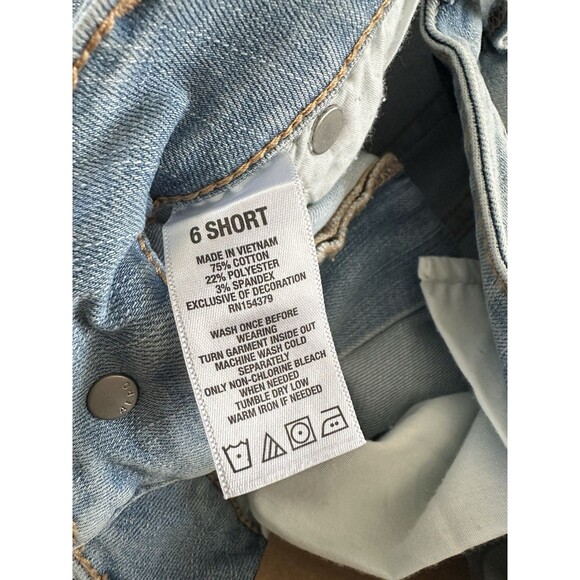 6 SHORT
MADE IN VIETNAM
75% COTTON
22% POLYESTER
3% SPANDEX
EXCLUSIVE OF DECORATION
RN154379
WASH ONCE BEFORE
WEARING
TURN GARMENT INSIDE OUT
MACHINE WASH COLD
SEPARATELY
ONLY NON-CHLORINE BLEACH
WHEN NEEDED
TUMBLE DRY LOW
WARM IRON IF NEEDED